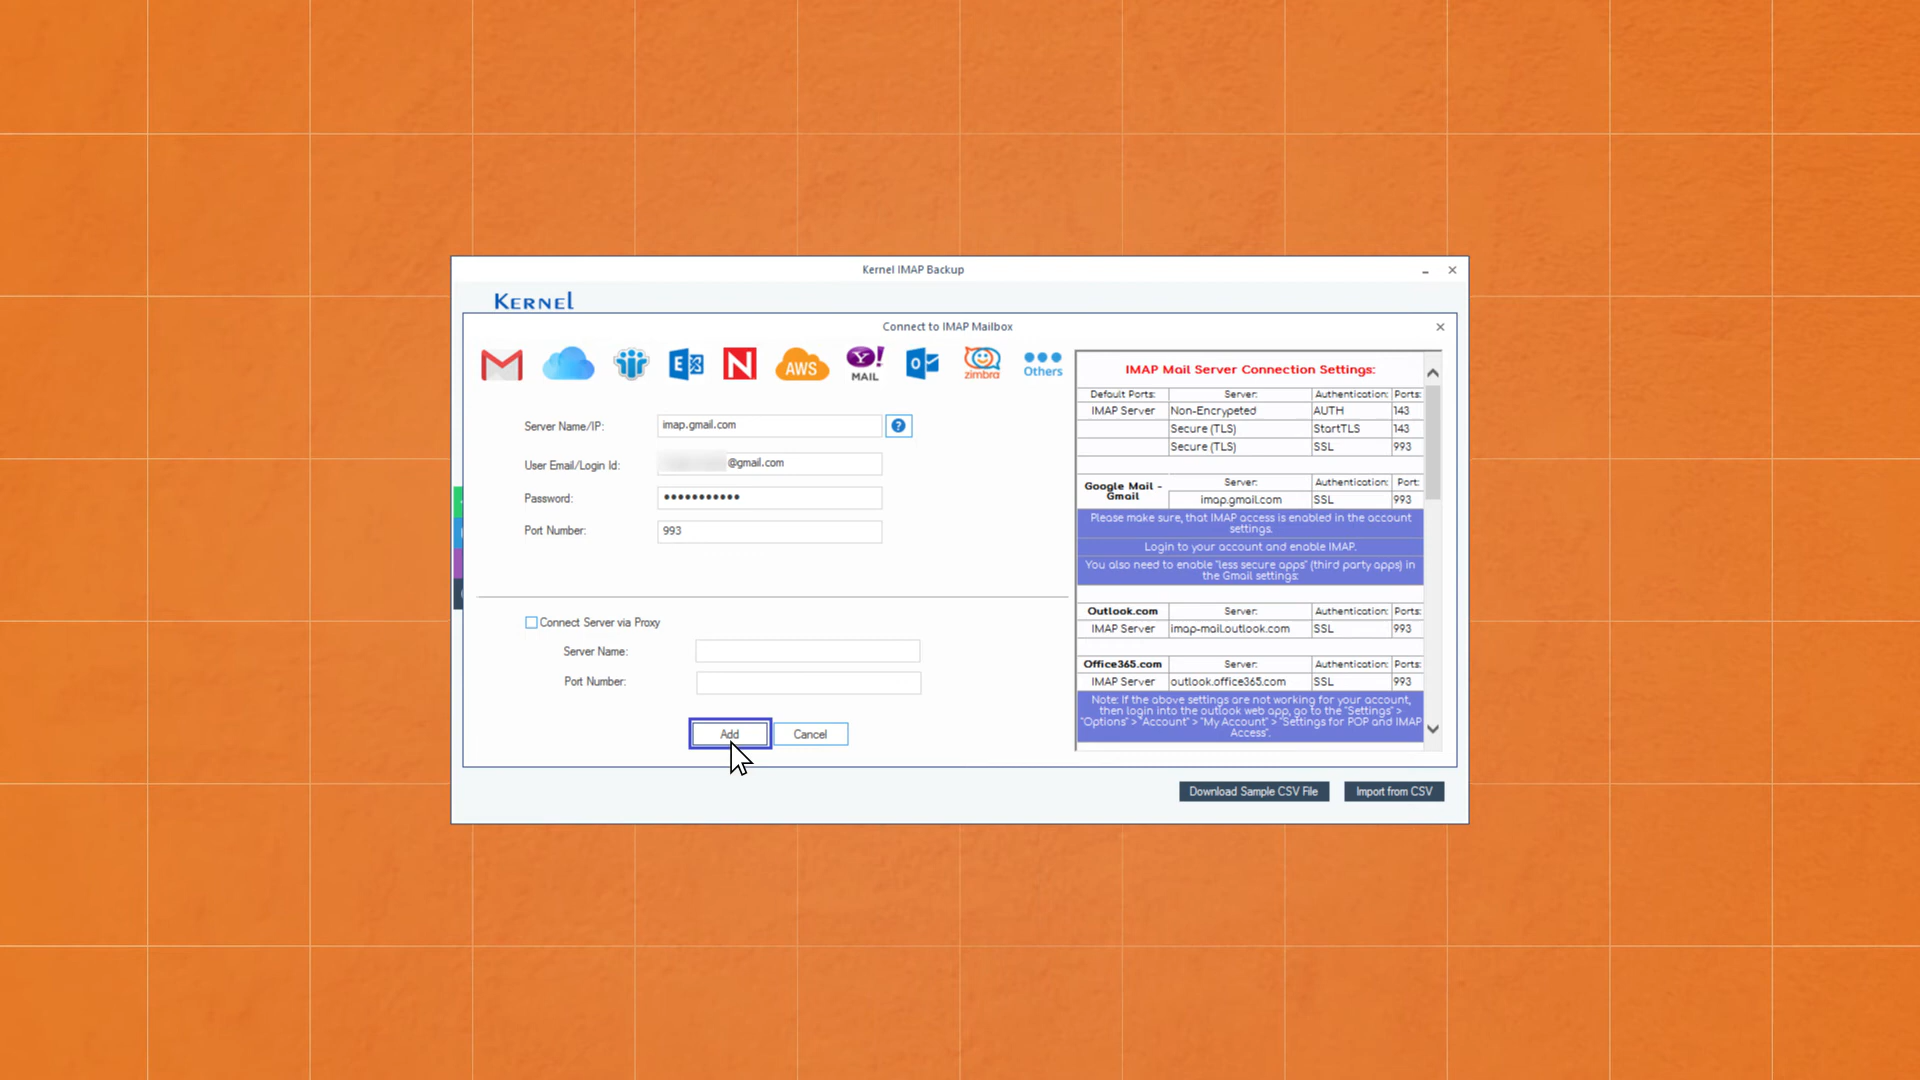 Kernel IMAP Backup
KERNEL
Connect to IMAP Mailbox
E
N
AWS
Y! MAIL
O
zimbra
Others
Server Name/IP: imap.gmail.com ?
User Email/Login Id: @gmail.com
Password: •••••••••••
Port Number: 993
Connect Server via Proxy
Server Name:
Port Number:
Add Cancel
IMAP Mail Server Connection Settings:
Default Ports: Server: Authentication: Ports:
IMAP Server Non-Encrypeted AUTH 143
Secure (TLS) StartTLS 143
Secure (TLS) SSL 993
Google Mail - Gmail Server: Authentication: Port:
imap.gmail.com SSL 993
Please make sure, that IMAP access is enabled in the account
settings.
Login to your account and enable IMAP.
You also need to enable "less secure apps" (third party apps) in
the Gmail settings:
Outlook.com Server: Authentication: Ports:
IMAP Server imap-mail.outlook.com SSL 993
Office365.com Server: Authentication: Ports:
IMAP Server outlook.office365.com SSL 993
Note: If the above settings are not working for your account,
then login into the outlook web app, go to the "Settings" >
"Options" > "Account" > "My Account" > "Settings for POP and IMAP
Access".
Download Sample CSV File Import from CSV